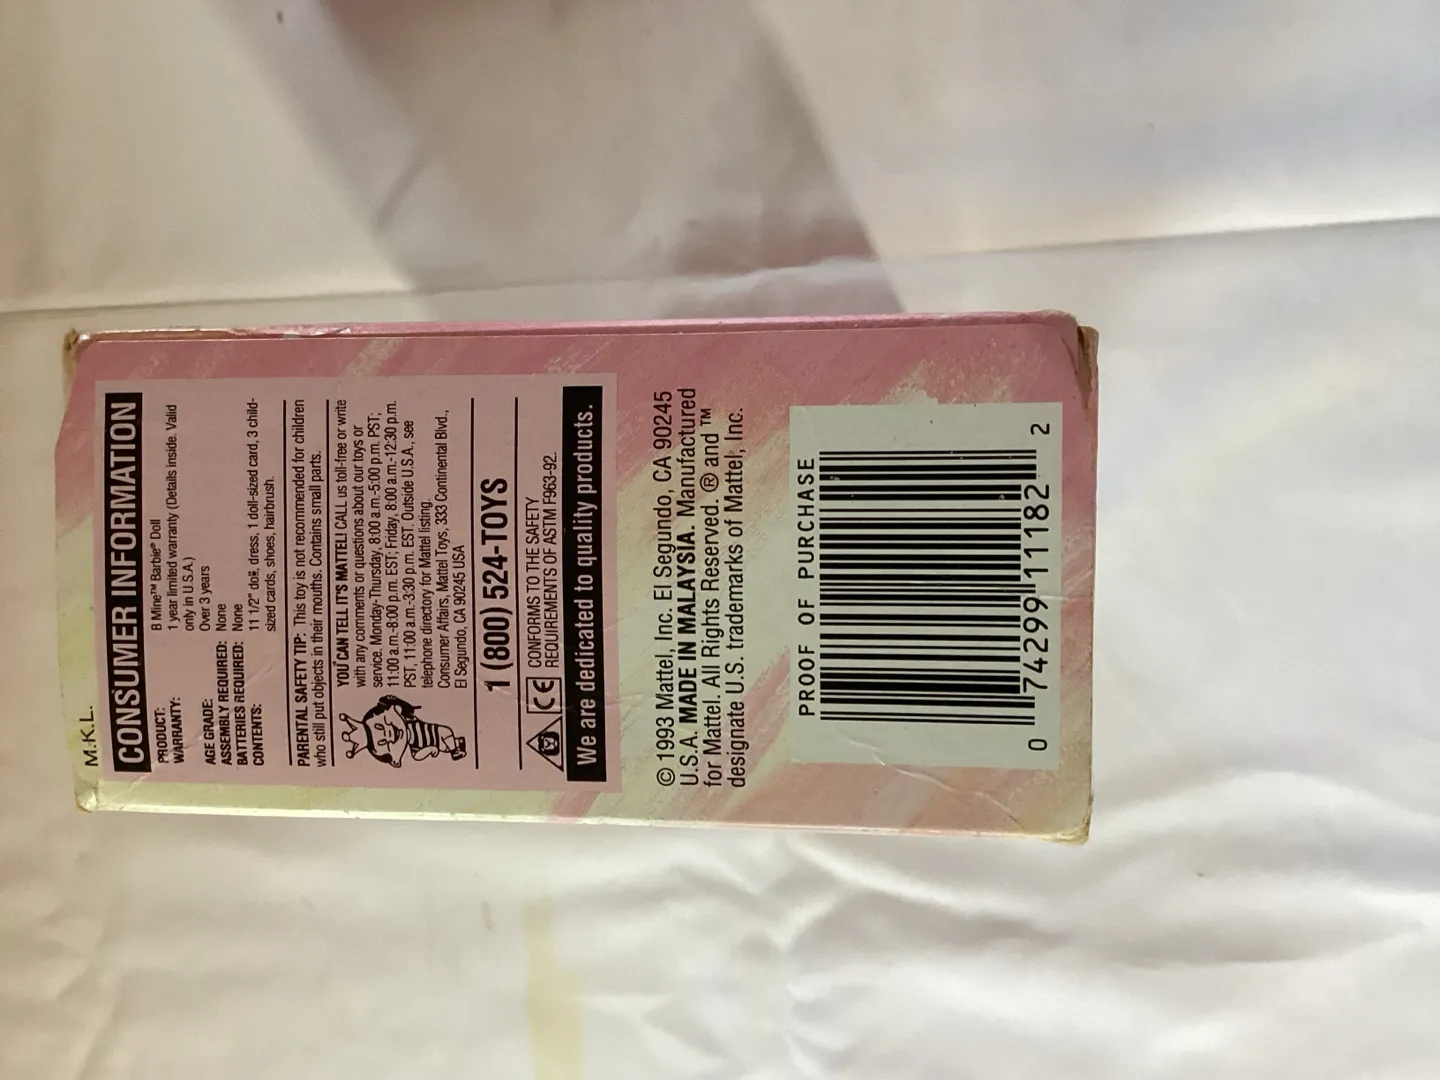 M.K.L.
CONSUMER INFORMATION
PRODUCT: B Mine™ Barbie® Doll
WARRANTY: 1 year limited warranty (Details inside. Valid
only in U.S.A.)
AGE GRADE: Over 3 years
ASSEMBLY REQUIRED: None
BATTERIES REQUIRED: None
CONTENTS: 11 1/2" doll, dress, 1 doll-sized card, 3 child-
sized cards, shoes, hairbrush.
PARENTAL SAFETY TIP: This toy is not recommended for children
who still put objects in their mouths. Contains small parts.
YOU CAN TELL IT'S MATTEL! CALL us toll-free or write
with any comments or questions about our toys or
service. Monday-Thursday, 8:00 a.m.-5:00 p.m. PST;
11:00 a.m.-8:00 p.m. EST; Friday, 8:00 a.m.-12:30 p.m.
PST, 11:00 a.m.-3:30 p.m. EST. Outside U.S.A., see
telephone directory for Mattel listing.
Consumer Affairs, Mattel Toys, 333 Continental Blvd.,
El Segundo, CA 90245 USA
1 (800) 524-TOYS
CE CONFORMS TO THE SAFETY
REQUIREMENTS OF ASTM F963-92.
We are dedicated to quality products.
© 1993 Mattel, Inc. El Segundo, CA 90245
U.S.A. MADE IN MALAYSIA. Manufactured
for Mattel. All Rights Reserved. ® and ™
designate U.S. trademarks of Mattel, Inc.
PROOF OF PURCHASE
0 74299 11182 2